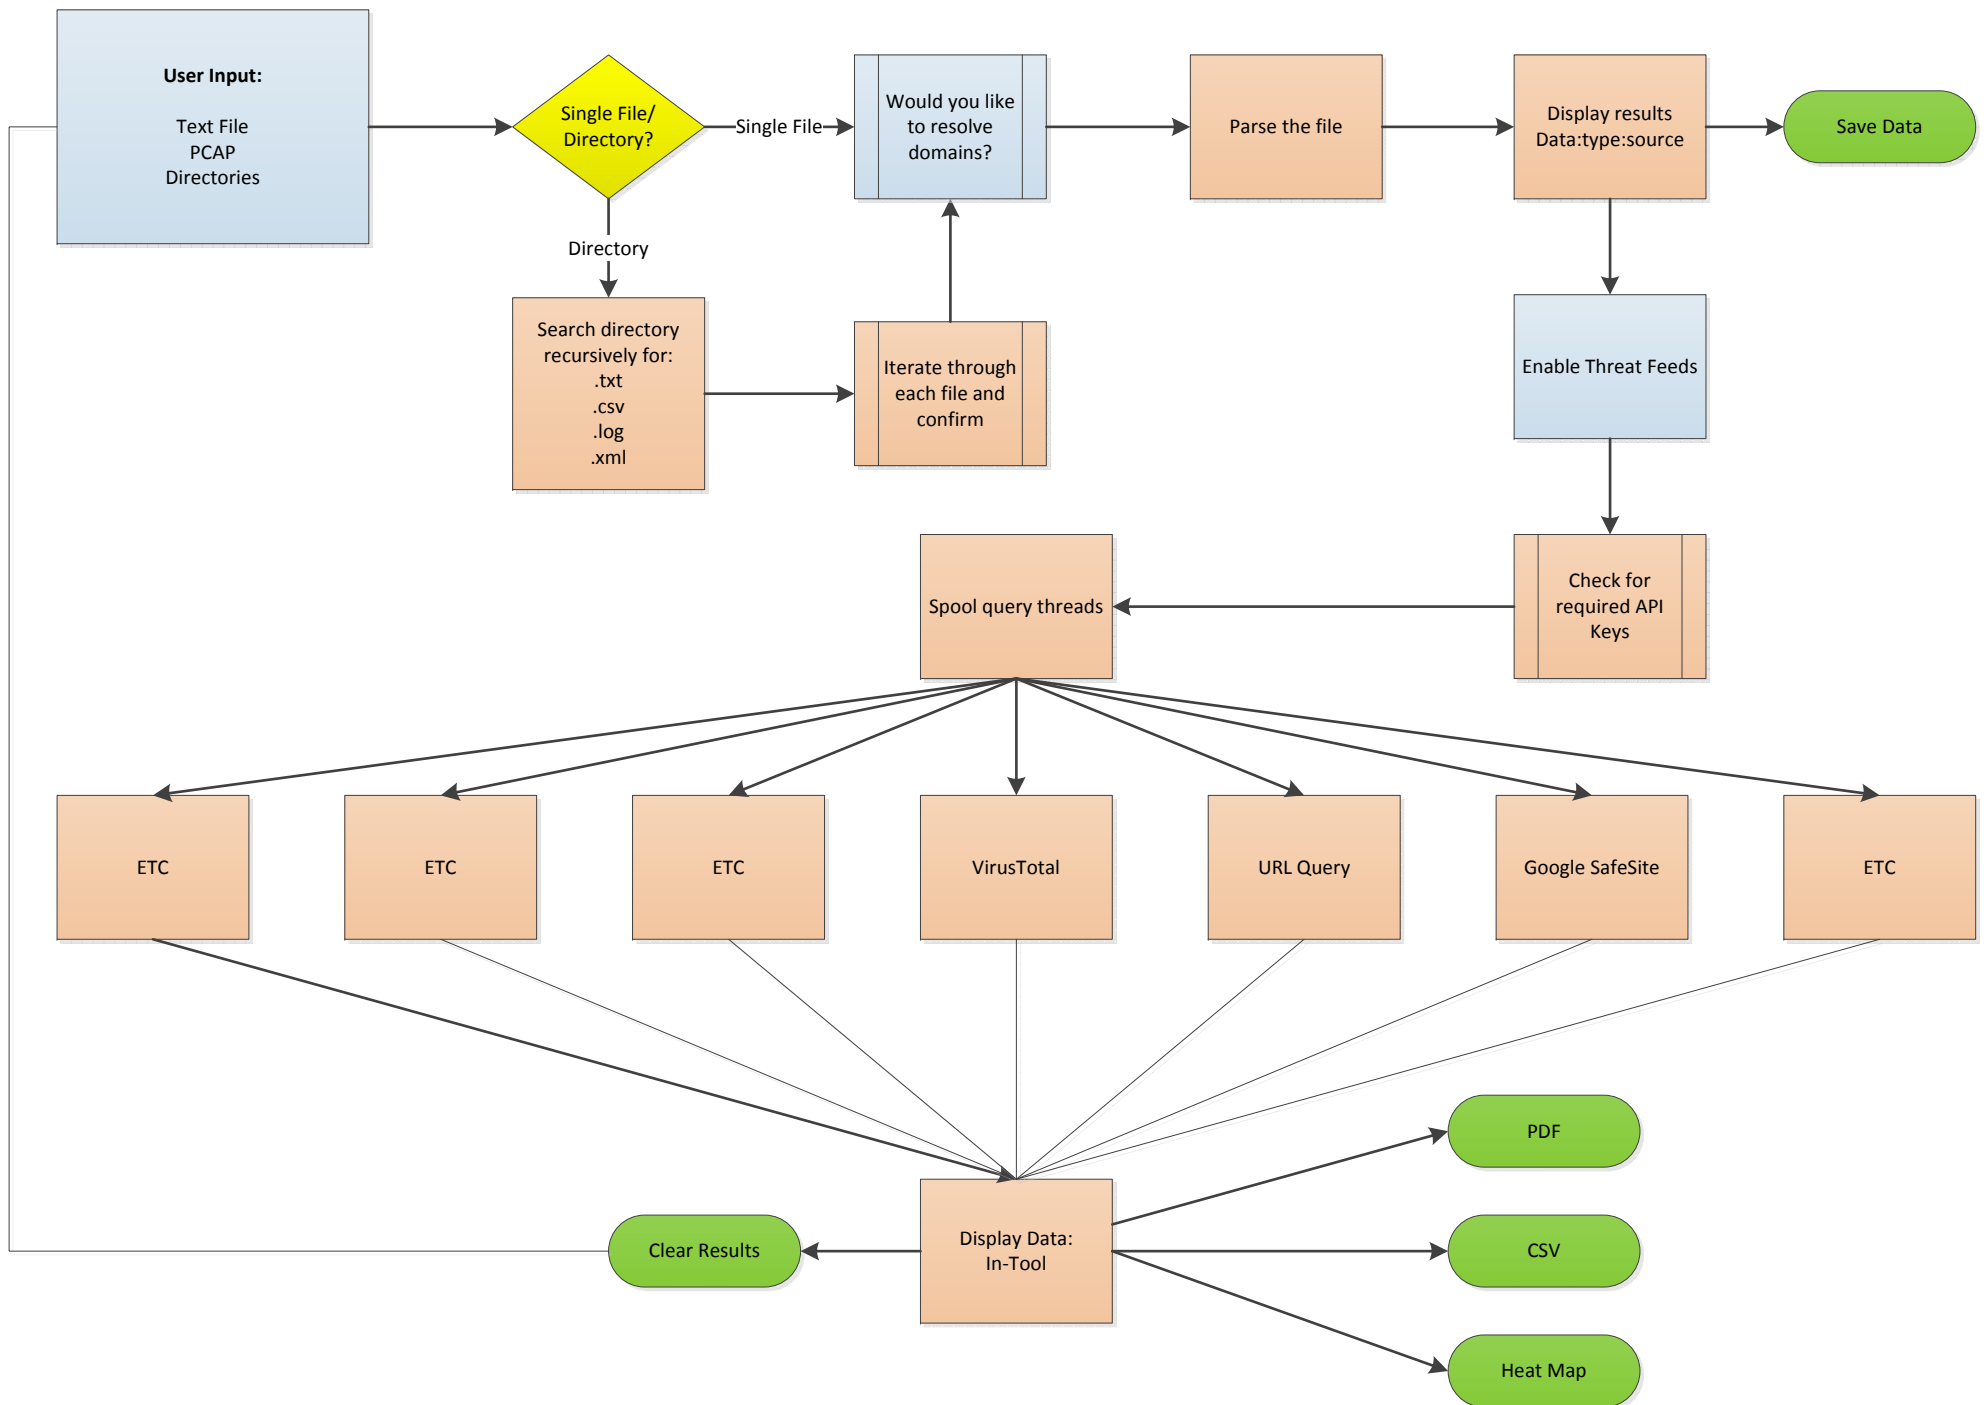 User Input:
Text File
PCAP
Directories
Single File/
Directory?
Single File
Would you like
to resolve
domains?
Parse the file
Display results
Data:type:source
Save Data
Directory
Search directory
recursively for:
.txt
.csv
.log
.xml
Iterate through
each file and
confirm
Enable Threat Feeds
Check for
required API
Keys
Spool query threads
ETC
ETC
ETC
VirusTotal
URL Query
Google SafeSite
ETC
Display Data:
In-Tool
Clear Results
PDF
CSV
Heat Map